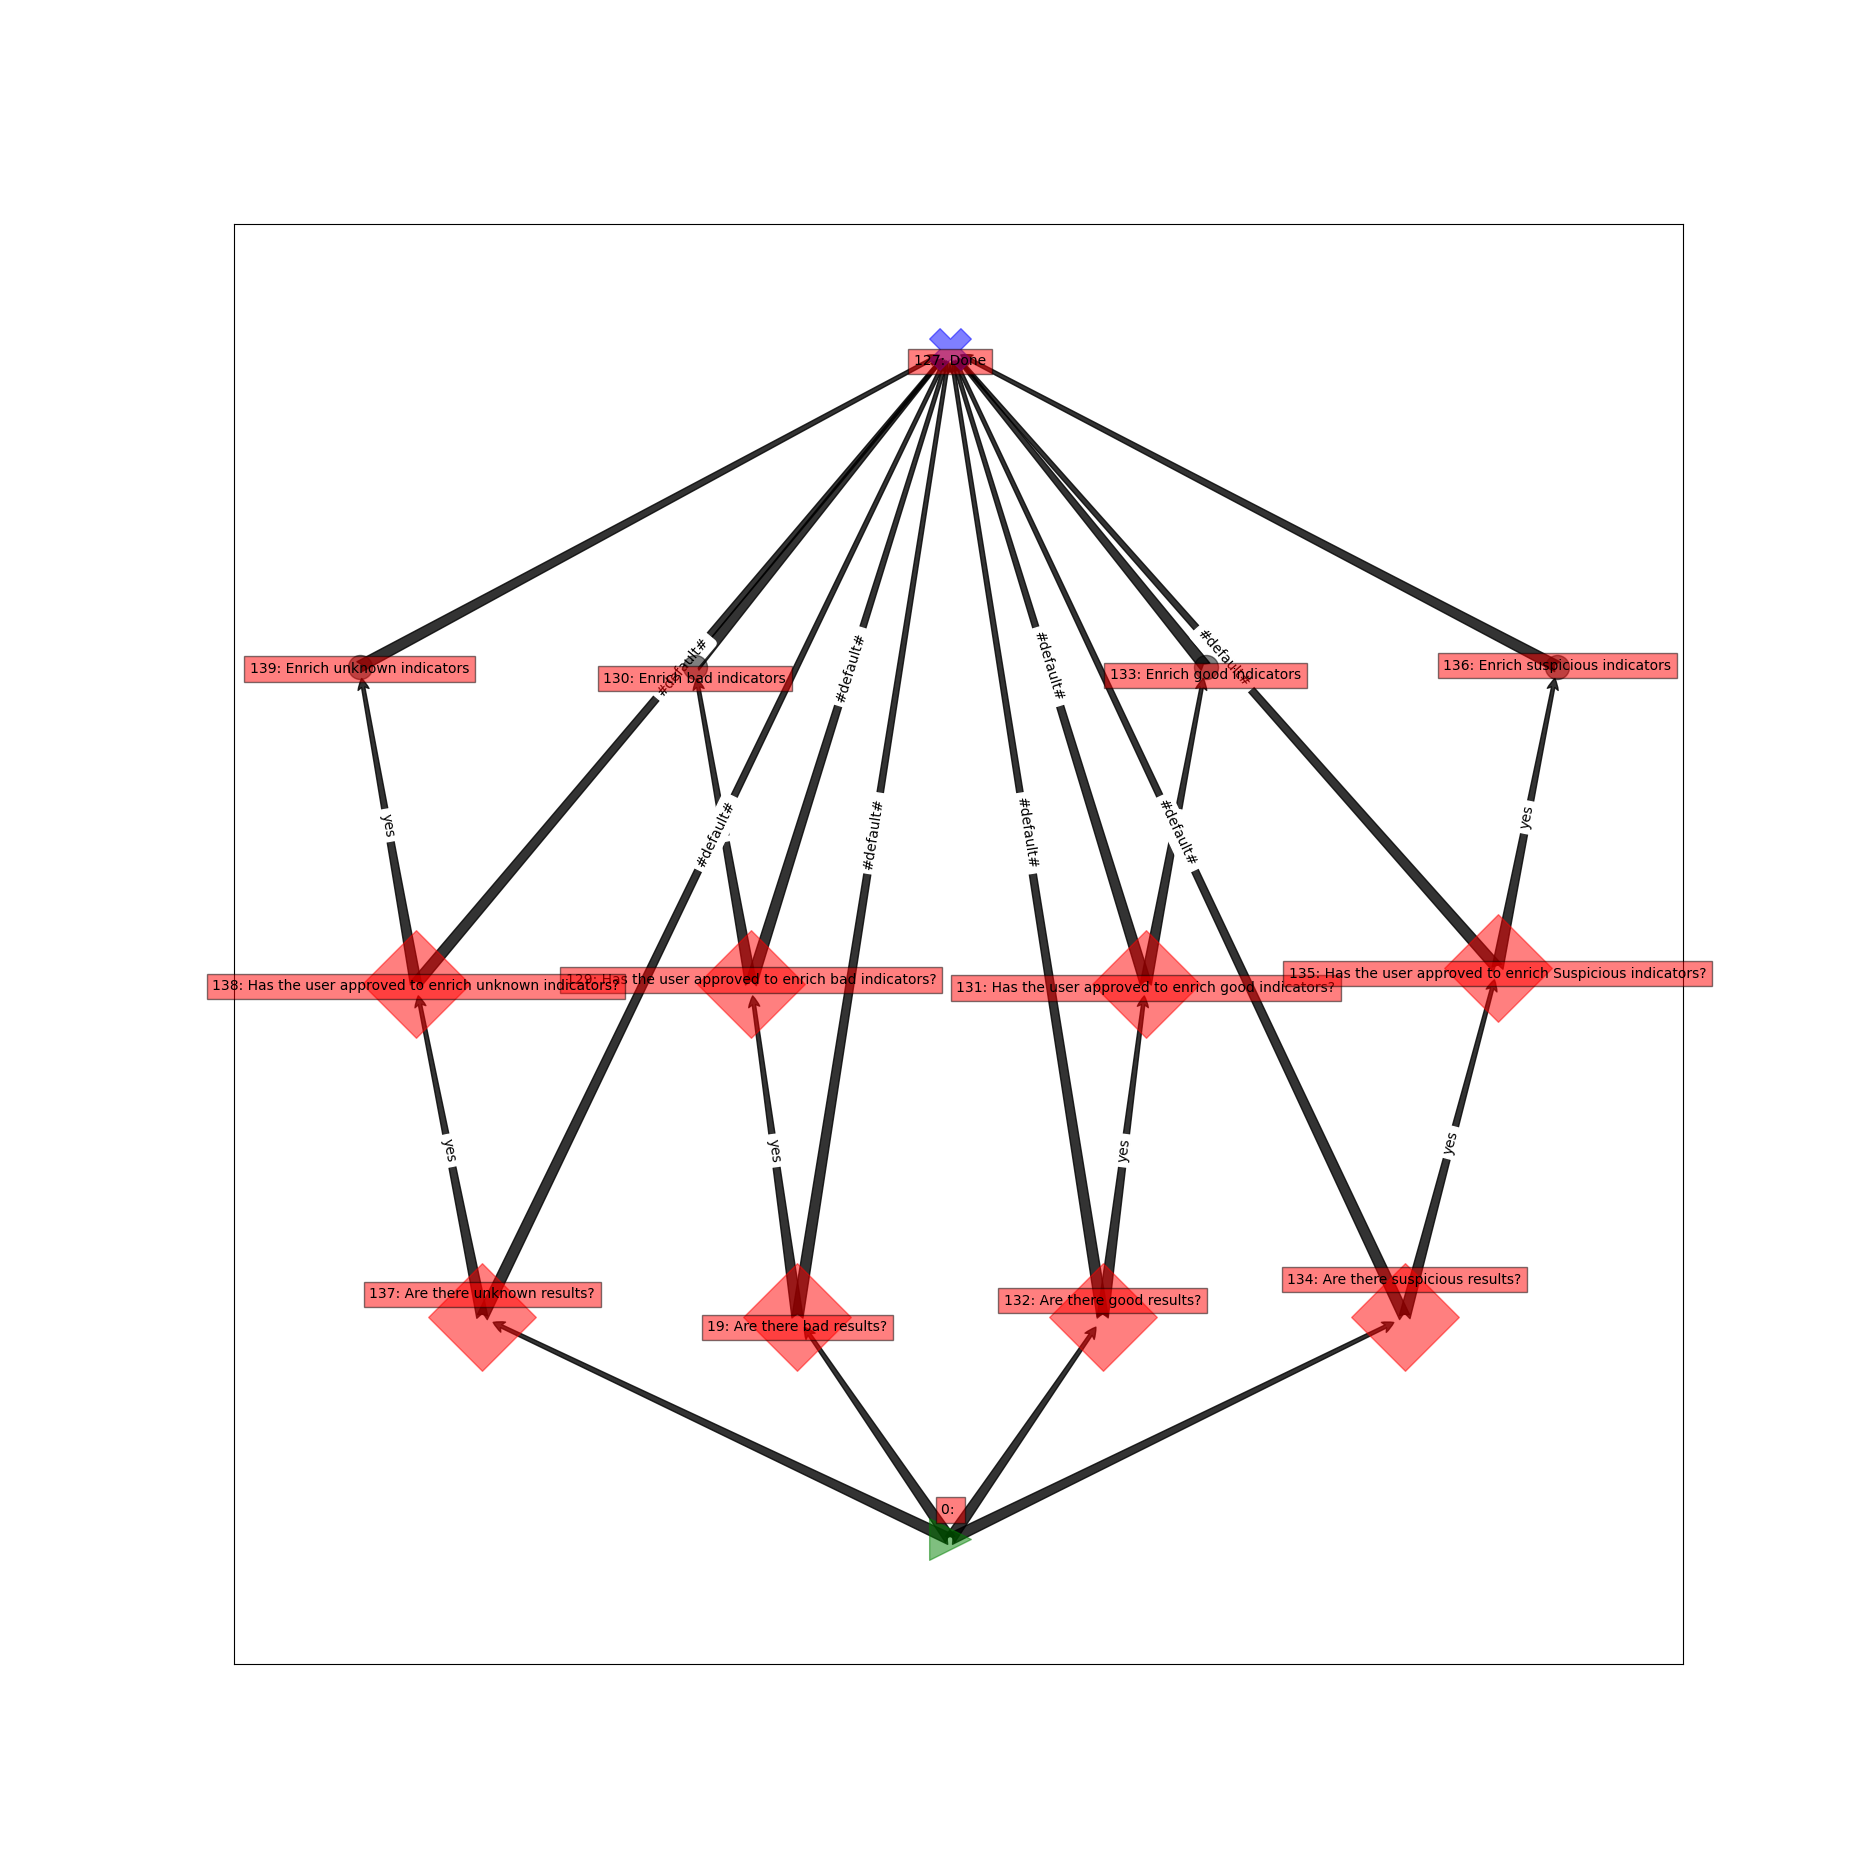 127: Done
#default#
#default#
#default#
#default#
139: Enrich unknown indicators
130: Enrich bad indicators
133: Enrich good indicators
136: Enrich suspicious indicators
yes
#default#
#default#
#default#
#default#
yes
138: Has the user approved to enrich unknown indicators?
129: Has the user approved to enrich bad indicators?
131: Has the user approved to enrich good indicators?
135: Has the user approved to enrich Suspicious indicators?
yes
yes
yes
yes
137: Are there unknown results?
19: Are there bad results?
132: Are there good results?
134: Are there suspicious results?
0: